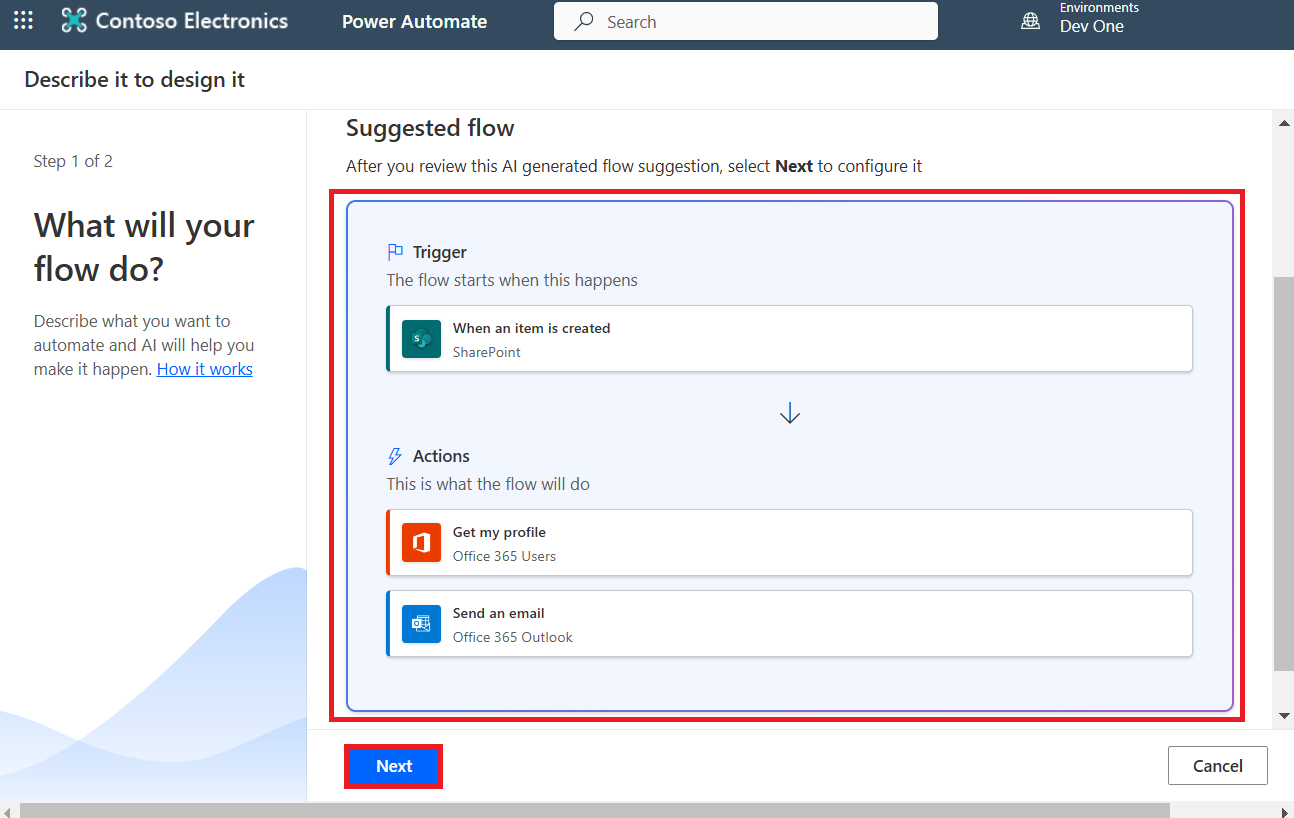 Contoso Electronics
Power Automate
Search
Environments
Dev One
Describe it to design it
Step 1 of 2
What will your
flow do?
Describe what you want to
automate and AI will help you
make it happen. How it works
Suggested flow
After you review this AI generated flow suggestion, select Next to configure it
Trigger
The flow starts when this happens
When an item is created
SharePoint
Actions
This is what the flow will do
Get my profile
Office 365 Users
Send an email
Office 365 Outlook
Next
Cancel